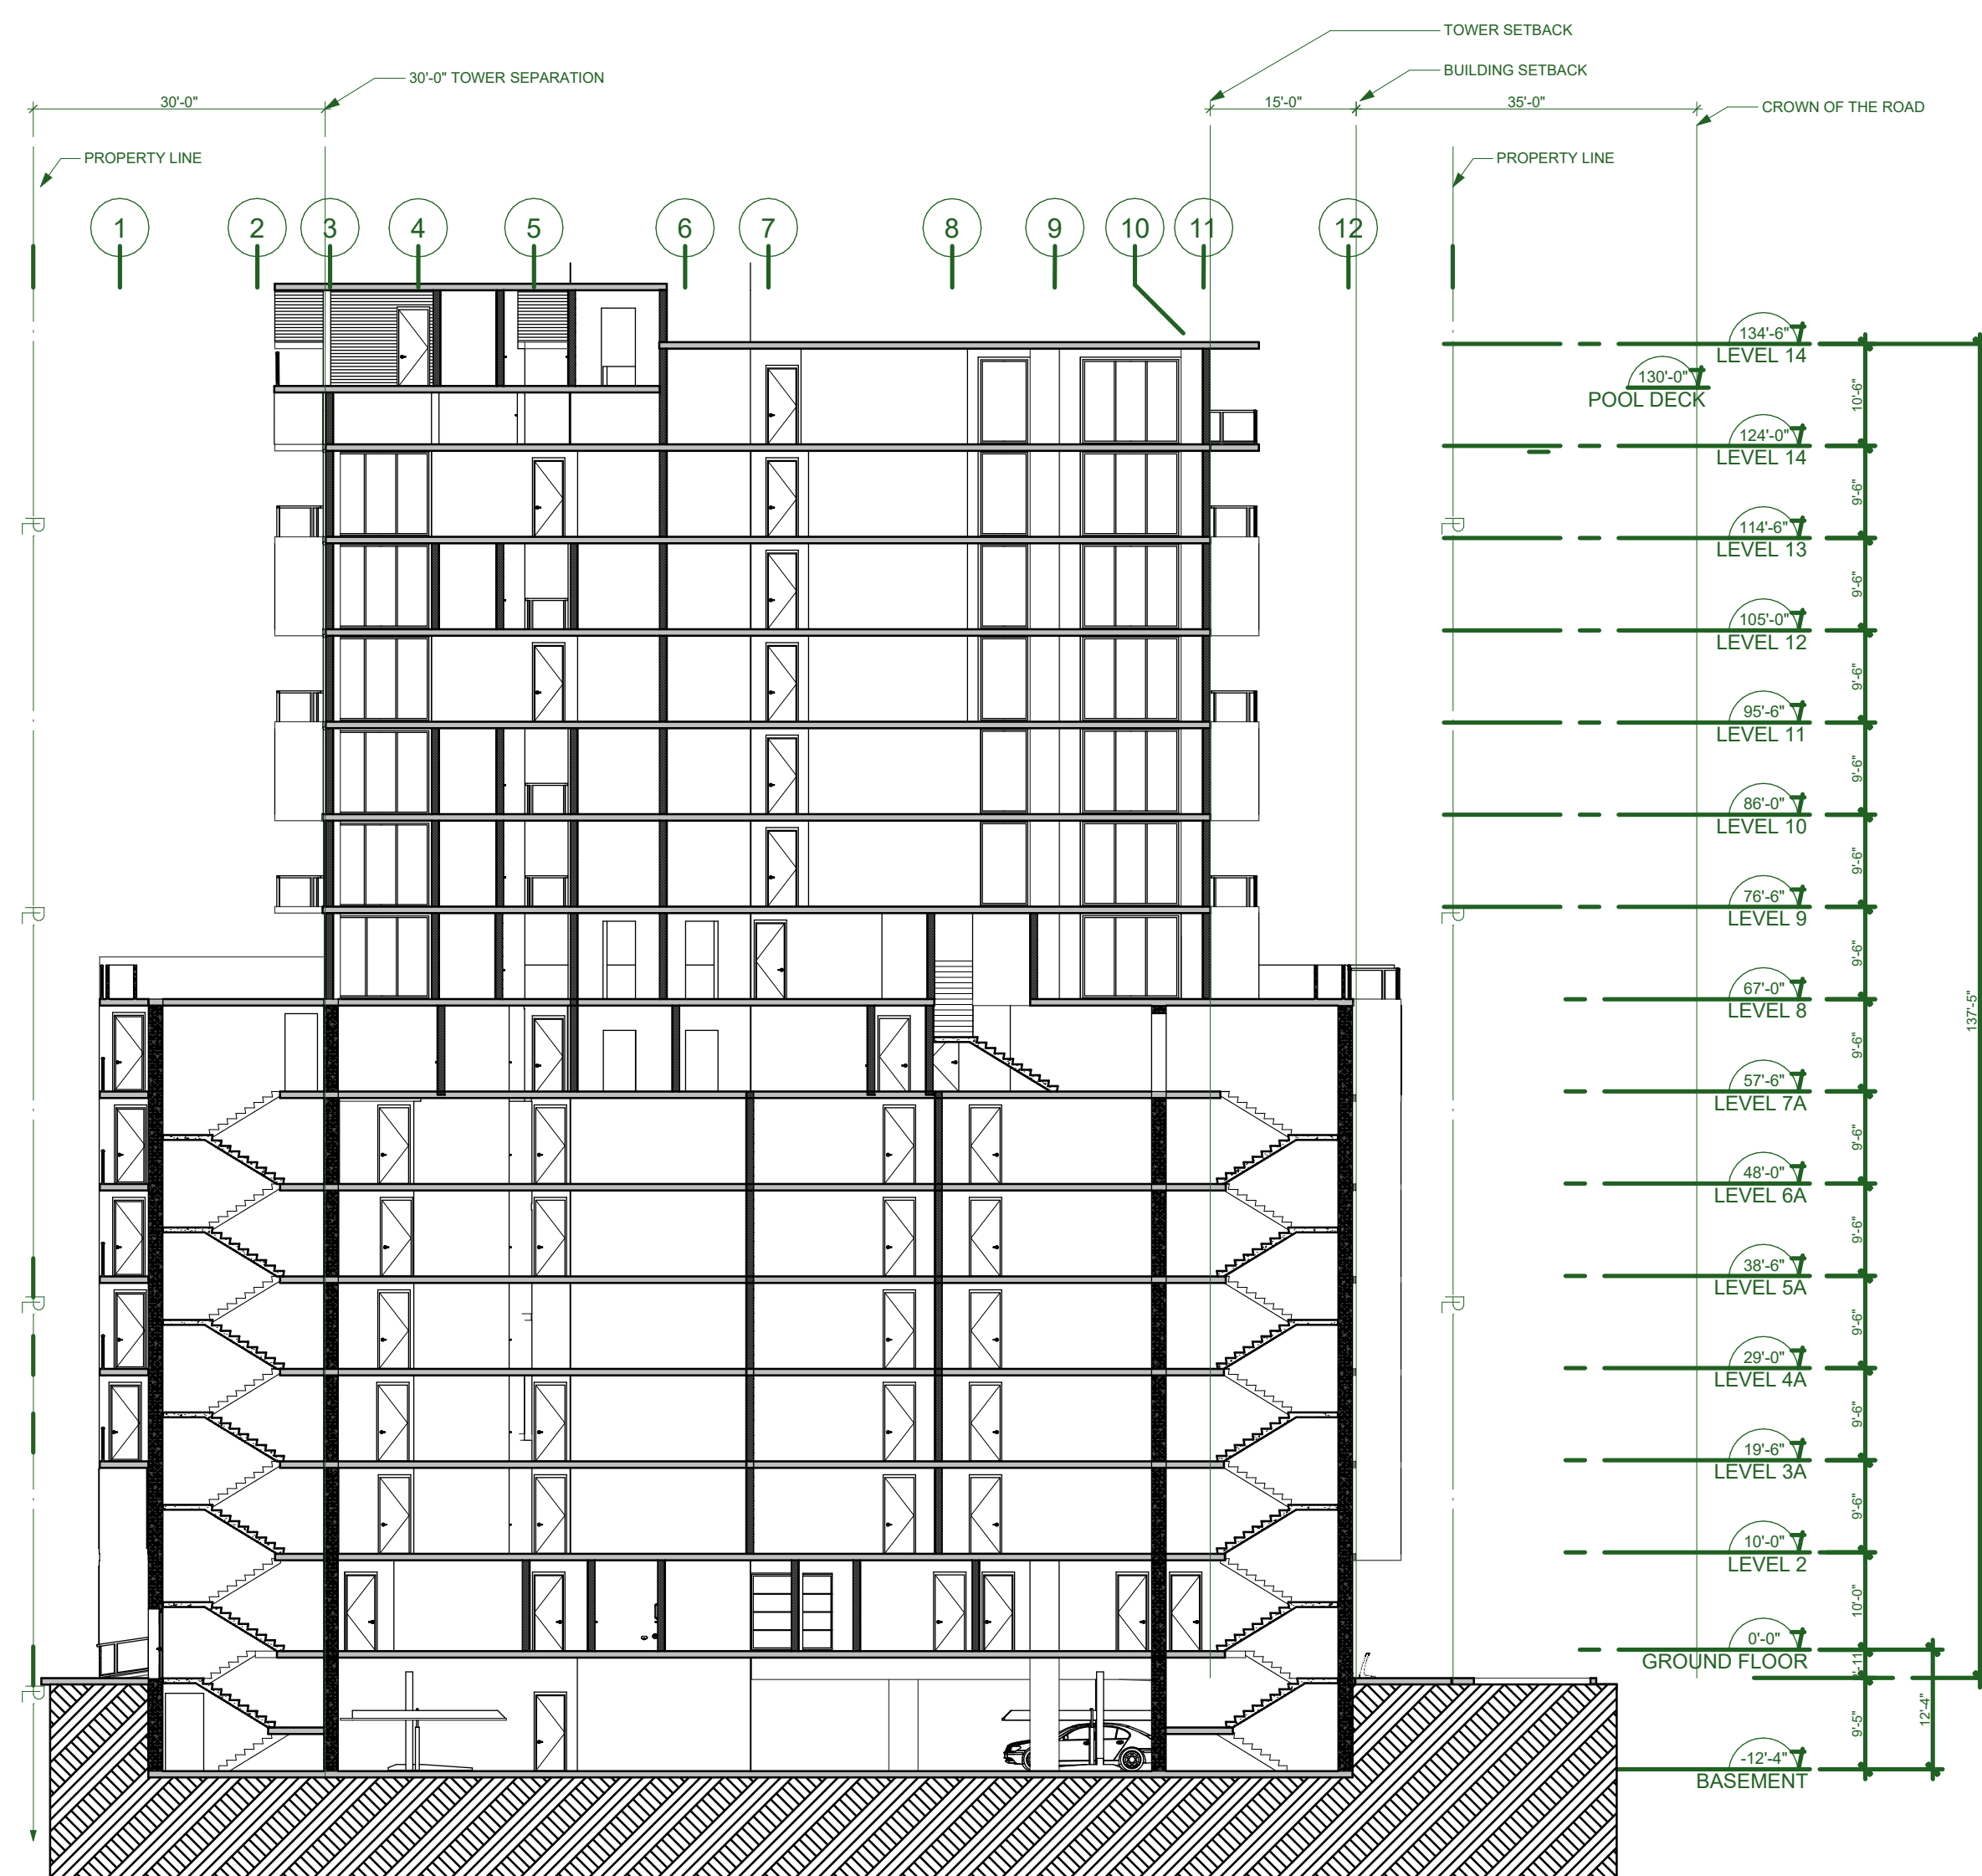 TOWER SETBACK
BUILDING SETBACK
30'-0" TOWER SEPARATION
30'-0"
15'-0"
35'-0"
CROWN OF THE ROAD
PROPERTY LINE
PROPERTY LINE
1
2
3
4
5
6
7
8
9
10
11
12
134'-6"
LEVEL 14
130'-0"
POOL DECK
10'-6"
124'-0"
LEVEL 14
9'-6"
PL
PL
114'-6"
LEVEL 13
9'-6"
105'-0"
LEVEL 12
9'-6"
95'-6"
LEVEL 11
9'-6"
86'-0"
LEVEL 10
9'-6"
PL
PL
76'-6"
LEVEL 9
9'-6"
67'-0"
LEVEL 8
137'-5"
9'-6"
57'-6"
LEVEL 7A
9'-6"
48'-0"
LEVEL 6A
9'-6"
38'-6"
LEVEL 5A
PL
PL
9'-6"
29'-0"
LEVEL 4A
9'-6"
19'-6"
LEVEL 3A
9'-6"
10'-0"
LEVEL 2
10'-0"
0'-0"
GROUND FLOOR
PL
12'-4"
9'-5"
-12'-4"
BASEMENT